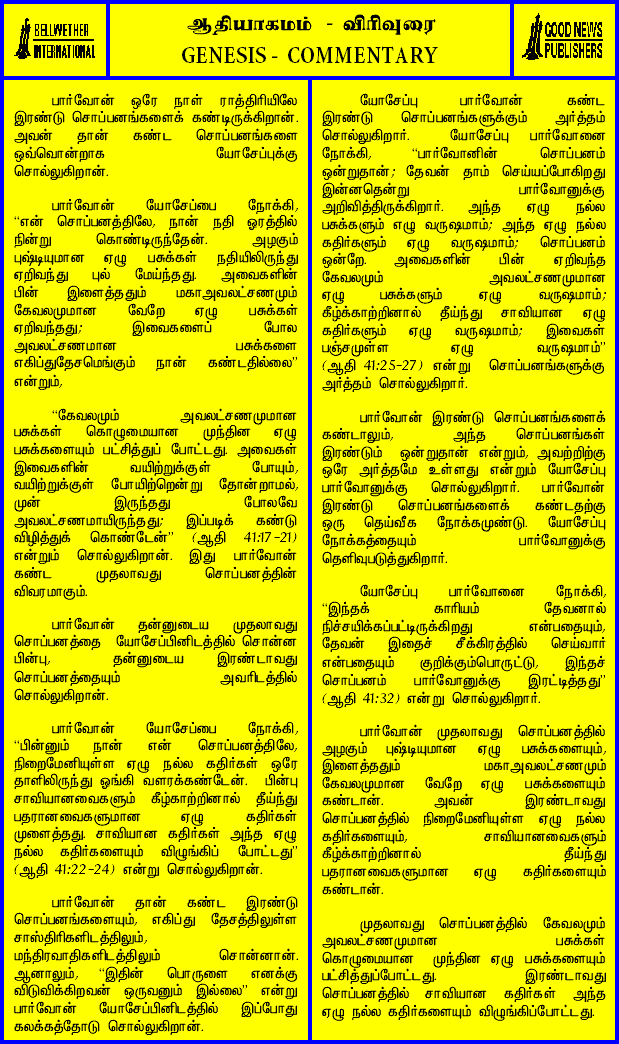 BELLWETHER
INTERNATIONAL
ஆதியாகமம் - விரிவுரை
GENESIS - COMMENTARY
GOOD NEWS
PUBLISHERS
பார்வோன் ஒரே நாள் ராத்திரியிலே
இரண்டு சொப்பனங்களைக் கண்டிருக்கிறான்.
அவன் தான் கண்ட சொப்பனங்களை
ஒவ்வொன்றாக யோசேப்புக்கு
சொல்லுகிறான்.
பார்வோன் யோசேப்பை நோக்கி,
“என் சொப்பனத்திலே, நான் நதி ஓரத்தில்
நின்று கொண்டிருந்தேன். அழகும்
புஷ்டியுமான ஏழு பசுக்கள் நதியிலிருந்து
ஏறிவந்து புல் மேய்ந்தது. அவைகளின்
பின் இளைத்ததும் மகாஅவலட்சணமும்
கேவலமுமான வேறே ஏழு பசுக்கள்
ஏறிவந்தது; இவைகளைப் போல
அவலட்சணமான பசுக்களை
எகிப்துதேசமெங்கும் நான் கண்டதில்லை”
என்றும்,
“கேவலமும் அவலட்சணமுமான
பசுக்கள் கொழுமையான முந்தின ஏழு
பசுக்களையும் பட்சித்துப் போட்டது. அவைகள்
இவைகளின் வயிற்றுக்குள் போயும்,
வயிற்றுக்குள் போயிற்றென்று தோன்றாமல்,
முன் இருந்தது போலவே
அவலட்சணமாயிருந்தது; இப்படிக் கண்டு
விழித்துக் கொண்டேன்” (ஆதி 41:17-21)
என்றும் சொல்லுகிறான். இது பார்வோன்
கண்ட முதலாவது சொப்பனத்தின்
விவரமாகும்.
பார்வோன் தன்னுடைய முதலாவது
சொப்பனத்தை யோசேப்பினிடத்தில் சொன்ன
பின்பு, தன்னுடைய இரண்டாவது
சொப்பனத்தையும் அவரிடத்தில்
சொல்லுகிறான்.
பார்வோன் யோசேப்பை நோக்கி,
“பின்னும் நான் என் சொப்பனத்திலே,
நிறைமேனியுள்ள ஏழு நல்ல கதிர்கள் ஒரே
தாளிலிருந்து ஓங்கி வளரக்கண்டேன். பின்பு
சாவியானவைகளும் கீழ்காற்றினால் தீய்ந்து
பதரானவைகளுமான ஏழு கதிர்கள்
முளைத்தது. சாவியான கதிர்கள் அந்த ஏழு
நல்ல கதிர்களையும் விழுங்கிப் போட்டது”
(ஆதி 41:22-24) என்று சொல்லுகிறான்.
பார்வோன் தான் கண்ட இரண்டு
சொப்பனங்களையும், எகிப்து தேசத்திலுள்ள
சாஸ்திரிகளிடத்திலும்,
மந்திரவாதிகளிடத்திலும் சொன்னான்.
ஆனாலும், “இதின் பொருளை எனக்கு
விடுவிக்கிறவன் ஒருவனும் இல்லை” என்று
பார்வோன் யோசேப்பினிடத்தில் இப்போது
கலக்கத்தோடு சொல்லுகிறான்.
யோசேப்பு பார்வோன் கண்ட
இரண்டு சொப்பனங்களுக்கும் அர்த்தம்
சொல்லுகிறார். யோசேப்பு பார்வோனை
நோக்கி, “பார்வோனின் சொப்பனம்
ஒன்றுதான்; தேவன் தாம் செய்யப்போகிறது
இன்னதென்று பார்வோனுக்கு
அறிவித்திருக்கிறார். அந்த ஏழு நல்ல
பசுக்களும் எழு வருஷமாம்; அந்த ஏழு நல்ல
கதிர்களும் ஏழு வருஷமாம்; சொப்பனம்
ஒன்றே. அவைகளின் பின் ஏறிவந்த
கேவலமும் அவலட்சணமுமான
ஏழு பசுக்களும் ஏழு வருஷமாம்;
கீழ்க்காற்றினால் தீய்ந்து சாவியான ஏழு
கதிர்களும் ஏழு வருஷமாம்; இவைகள்
பஞ்சமுள்ள ஏழு வருஷமாம்”
(ஆதி 41:25-27) என்று சொப்பனங்களுக்கு
அர்த்தம் சொல்லுகிறார்.
பார்வோன் இரண்டு சொப்பனங்களைக்
கண்டாலும், அந்த சொப்பனங்கள்
இரண்டும் ஒன்றுதான் என்றும், அவற்றிற்கு
ஒரே அர்த்தமே உள்ளது என்றும் யோசேப்பு
பார்வோனுக்கு சொல்லுகிறார். பார்வோன்
இரண்டு சொப்பனங்களைக் கண்டதற்கு
ஒரு தெய்வீக நோக்கமுண்டு. யோசேப்பு
நோக்கத்தையும் பார்வோனுக்கு
தெளிவுபடுத்துகிறார்.
யோசேப்பு பார்வோனை நோக்கி,
“இந்தக் காரியம் தேவனால்
நிச்சயிக்கப்பட்டிருக்கிறது என்பதையும்,
தேவன் இதைச் சீக்கிரத்தில் செய்வார்
என்பதையும் குறிக்கும்பொருட்டு, இந்தச்
சொப்பனம் பார்வோனுக்கு இரட்டித்தது”
(ஆதி 41:32) என்று சொல்லுகிறார்.
பார்வோன் முதலாவது சொப்பனத்தில்
அழகும் புஷ்டியுமான ஏழு பசுக்களையும்,
இளைத்ததும் மகாஅவலட்சணமும்
கேவலமுமான வேறே ஏழு பசுக்களையும்
கண்டான். அவன் இரண்டாவது
சொப்பனத்தில் நிறைமேனியுள்ள ஏழு நல்ல
கதிர்களையும், சாவியானவைகளும்
கீழ்காற்றினால் தீய்ந்து
பதரானவைகளுமான ஏழு கதிர்களையும்
கண்டான்.
முதலாவது சொப்பனத்தில் கேவலமும்
அவலட்சணமுமான பசுக்கள்
கொழுமையான முந்தின ஏழு பசுக்களையும்
பட்சித்துப்போட்டது. இரண்டாவது
சொப்பனத்தில் சாவியான கதிர்கள் அந்த
ஏழு நல்ல கதிர்களையும் விழுங்கிப்போட்டது.